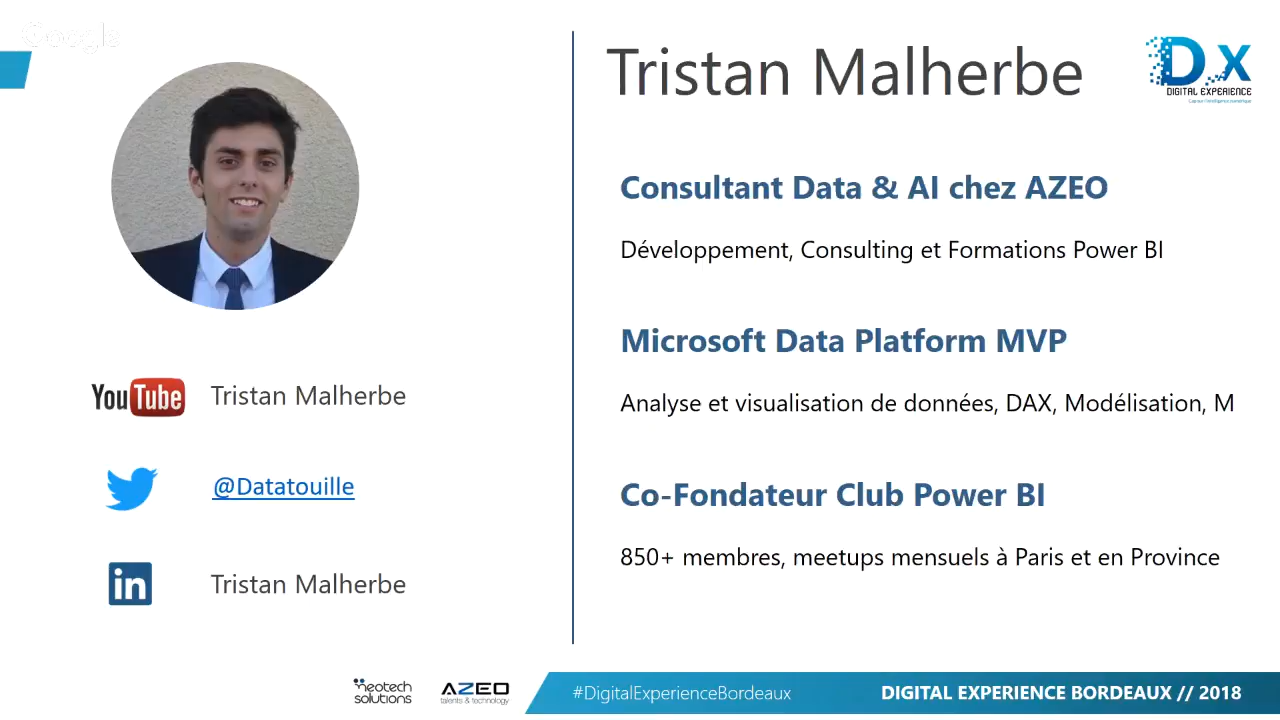 Google
Tristan Malherbe
DX
DIGITAL EXPERIENCE
Consultant Data & AI chez AZEO
Développement, Consulting et Formations Power BI
Microsoft Data Platform MVP
Analyse et visualisation de données, DAX, Modélisation, M
Co-Fondateur Club Power BI
850+ membres, meetups mensuels à Paris et en Province
YouTube Tristan Malherbe
@Datatouille
in Tristan Malherbe
neotech
solutions
AZEO
talents & technology
#DigitalExperienceBordeaux
DIGITAL EXPERIENCE BORDEAUX // 2018